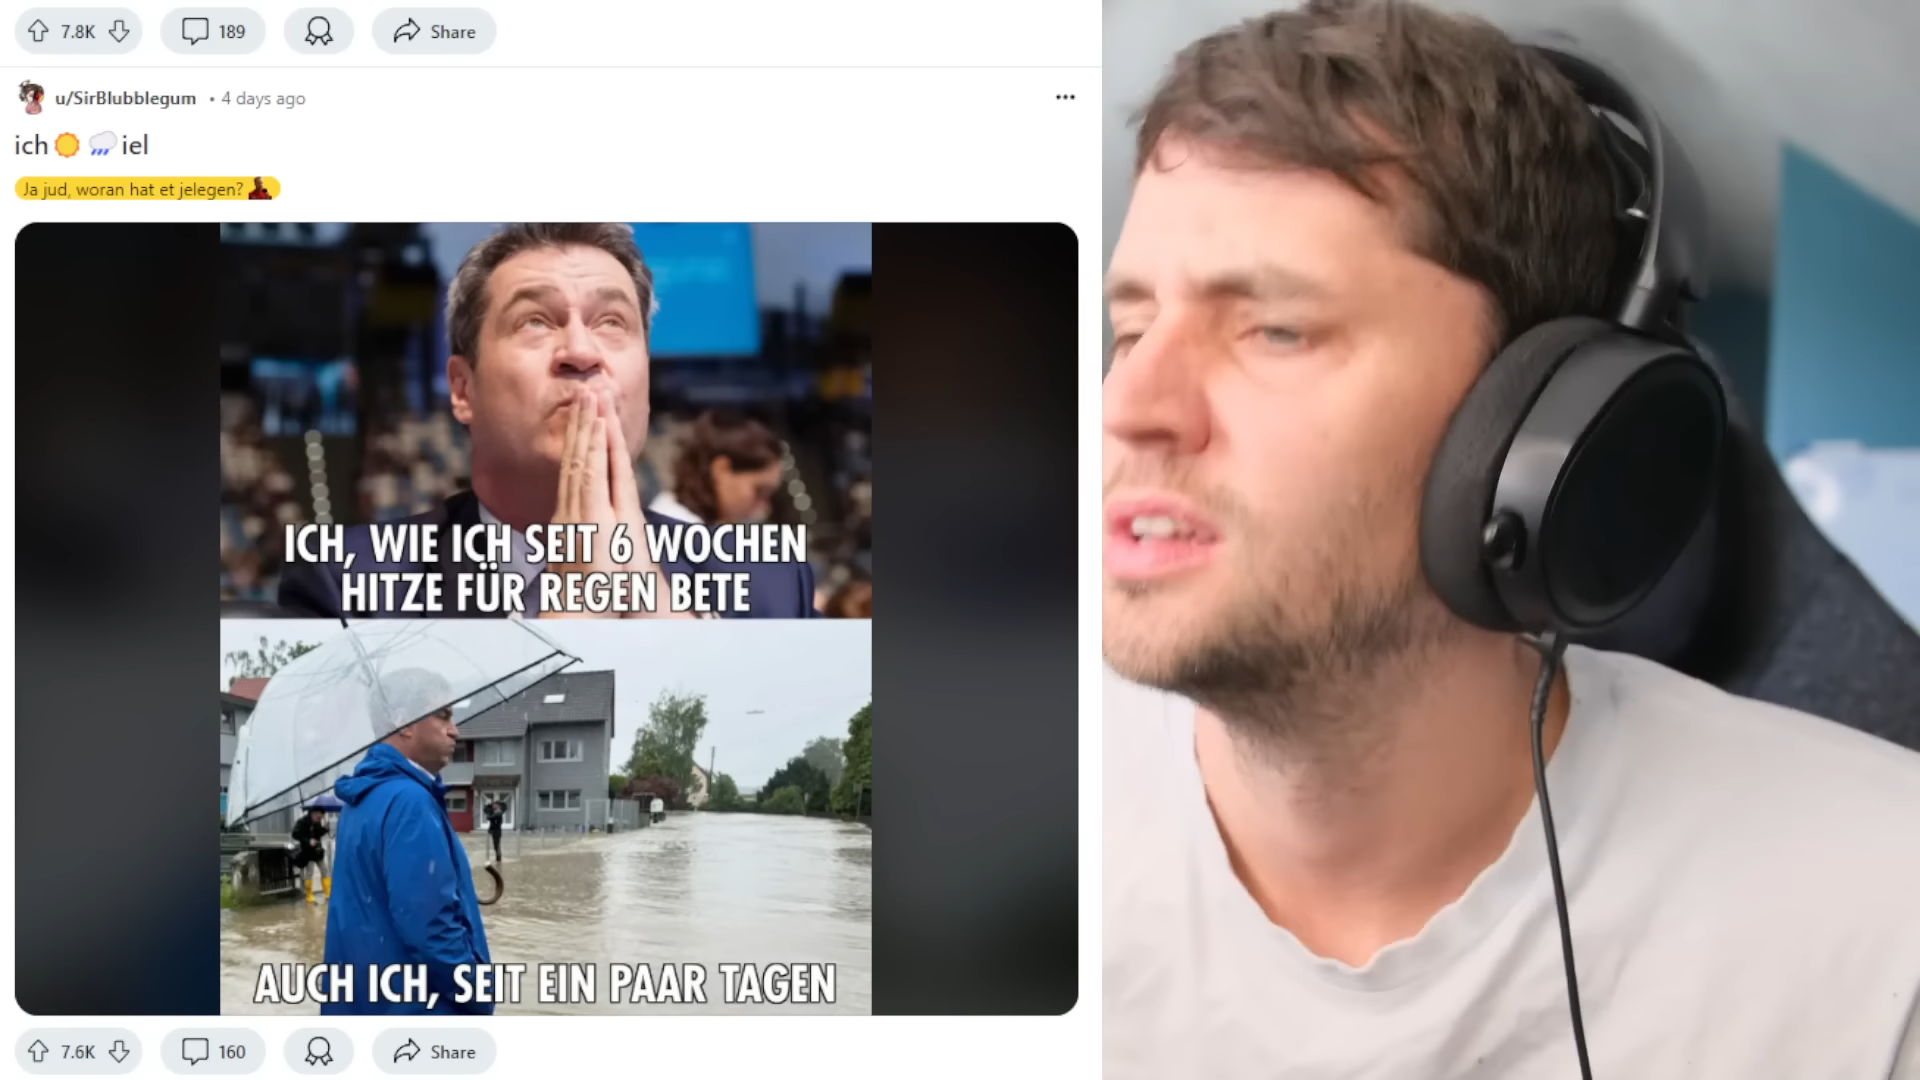 7.8K 189 Share
u/SirBlubblegum • 4 days ago
ich ☀️ 🌧️ iel
Ja jud, woran hat et jelegen?
ICH, WIE ICH SEIT 6 WOCHEN
HITZE FÜR REGEN BETE
AUCH ICH, SEIT EIN PAAR TAGEN
7.6K 160 Share